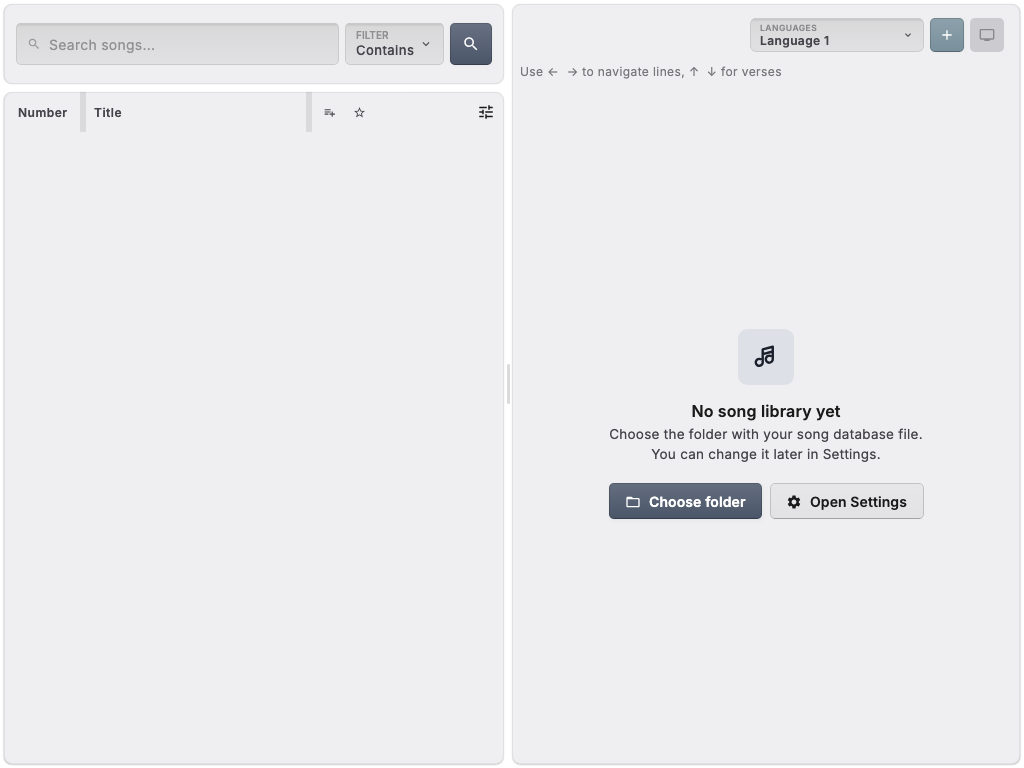 Search songs...
FILTER
Contains
Number
Title
LANGUAGES
Language 1
Use ← → to navigate lines, ↑ ↓ for verses
No song library yet
Choose the folder with your song database file.
You can change it later in Settings.
Choose folder
Open Settings